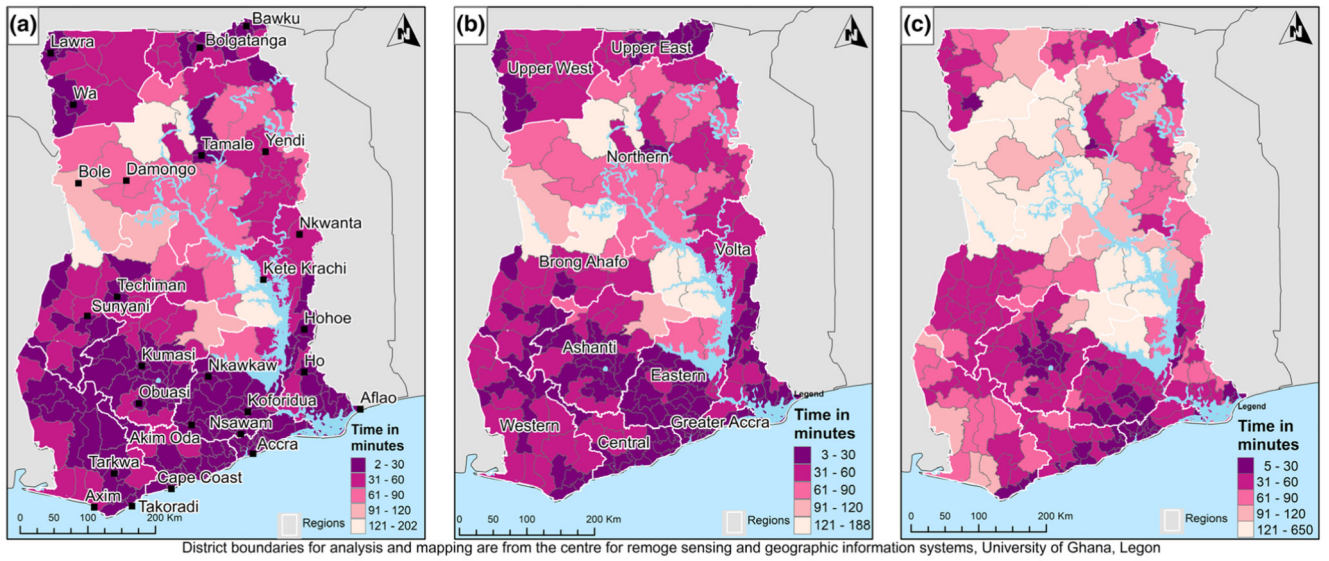 (a)
N
Bawku
Lawra
Bolgatanga
Wa
Tamale
Yendi
Bole
Damongo
Nkwanta
Kete Krachi
Techiman
Sunyani
Hohoe
Kumasi
Nkawkaw
Ho
Obuasi
Koforidua
Aflao
Nsawam
Akim Oda
Accra
Tarkwa
Cape Coast
Axim
Takoradi
Time in
minutes
2 - 30
31 - 60
61 - 90
91 - 120
121 - 202
Regions
0 50 100 200 Km
(b)
N
Upper East
Upper West
Northern
Volta
Brong Ahafo
Ashanti
Eastern
Western
Greater Accra
Central
Legend
Time in
minutes
3 - 30
31 - 60
61 - 90
91 - 120
121 - 188
Regions
0 50 100 200 Km
(c)
N
Legend
Time in
minutes
5 - 30
31 - 60
61 - 90
91 - 120
121 - 650
Regions
0 50 100 200 Km
District boundaries for analysis and mapping are from the centre for remoge sensing and geographic information systems, University of Ghana, Legon